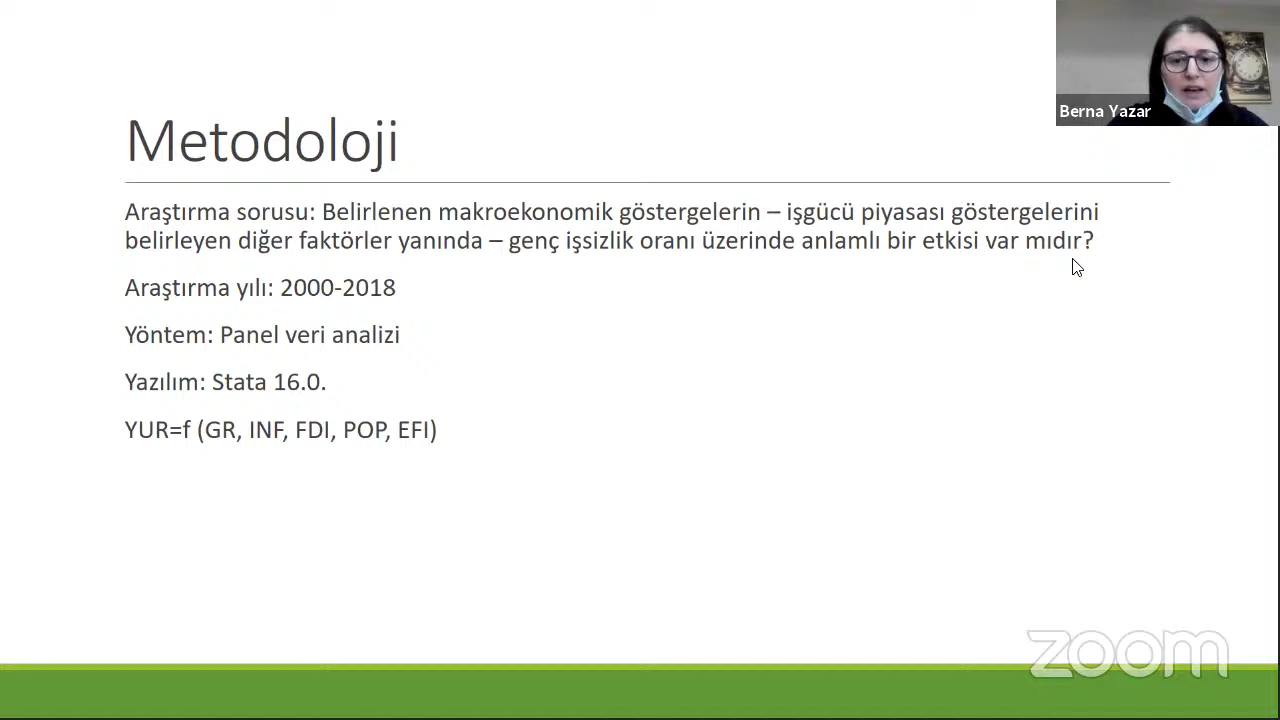 Berna Yazar
Metodoloji
Araştırma sorusu: Belirlenen makroekonomik göstergelerin – işgücü piyasası göstergelerini
belirleyen diğer faktörler yanında – genç işsizlik oranı üzerinde anlamlı bir etkisi var mıdır?
Araştırma yılı: 2000-2018
Yöntem: Panel veri analizi
Yazılım: Stata 16.0.
YUR=f (GR, INF, FDI, POP, EFI)
zoom